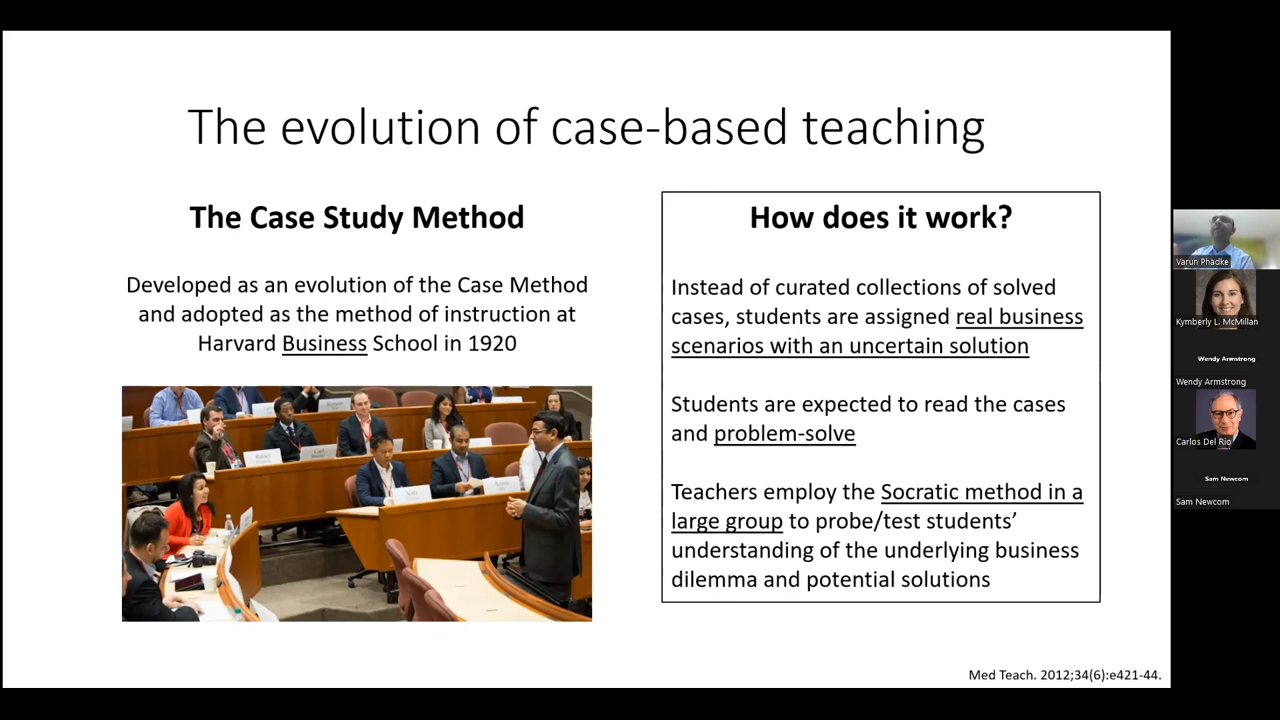 The evolution of case-based teaching
The Case Study Method
Developed as an evolution of the Case Method
and adopted as the method of instruction at
Harvard Business School in 1920
How does it work?
Instead of curated collections of solved
cases, students are assigned real business
scenarios with an uncertain solution
Students are expected to read the cases
and problem-solve
Teachers employ the Socratic method in a
large group to probe/test students’
understanding of the underlying business
dilemma and potential solutions
Med Teach. 2012;34(6):e421-44.
Varun Phadke
Kymberly L. McMillan
Wendy Armstrong
Wendy Armstrong
Carlos Del Rio
Sam Newcom
Sam Newcom